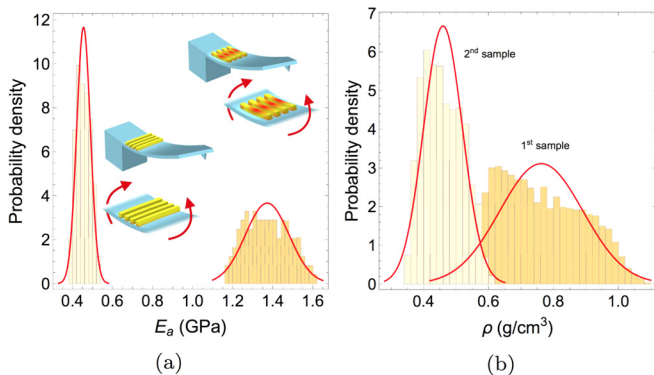 12
10
8
6
4
2
0
Probability density
0.4 0.6 0.8 1.0 1.2 1.4 1.6
E_a (GPa)
(a)
7
6
5
4
3
2
1
0
Probability density
2nd sample
1st sample
0.4 0.6 0.8 1.0
ρ (g/cm³)
(b)